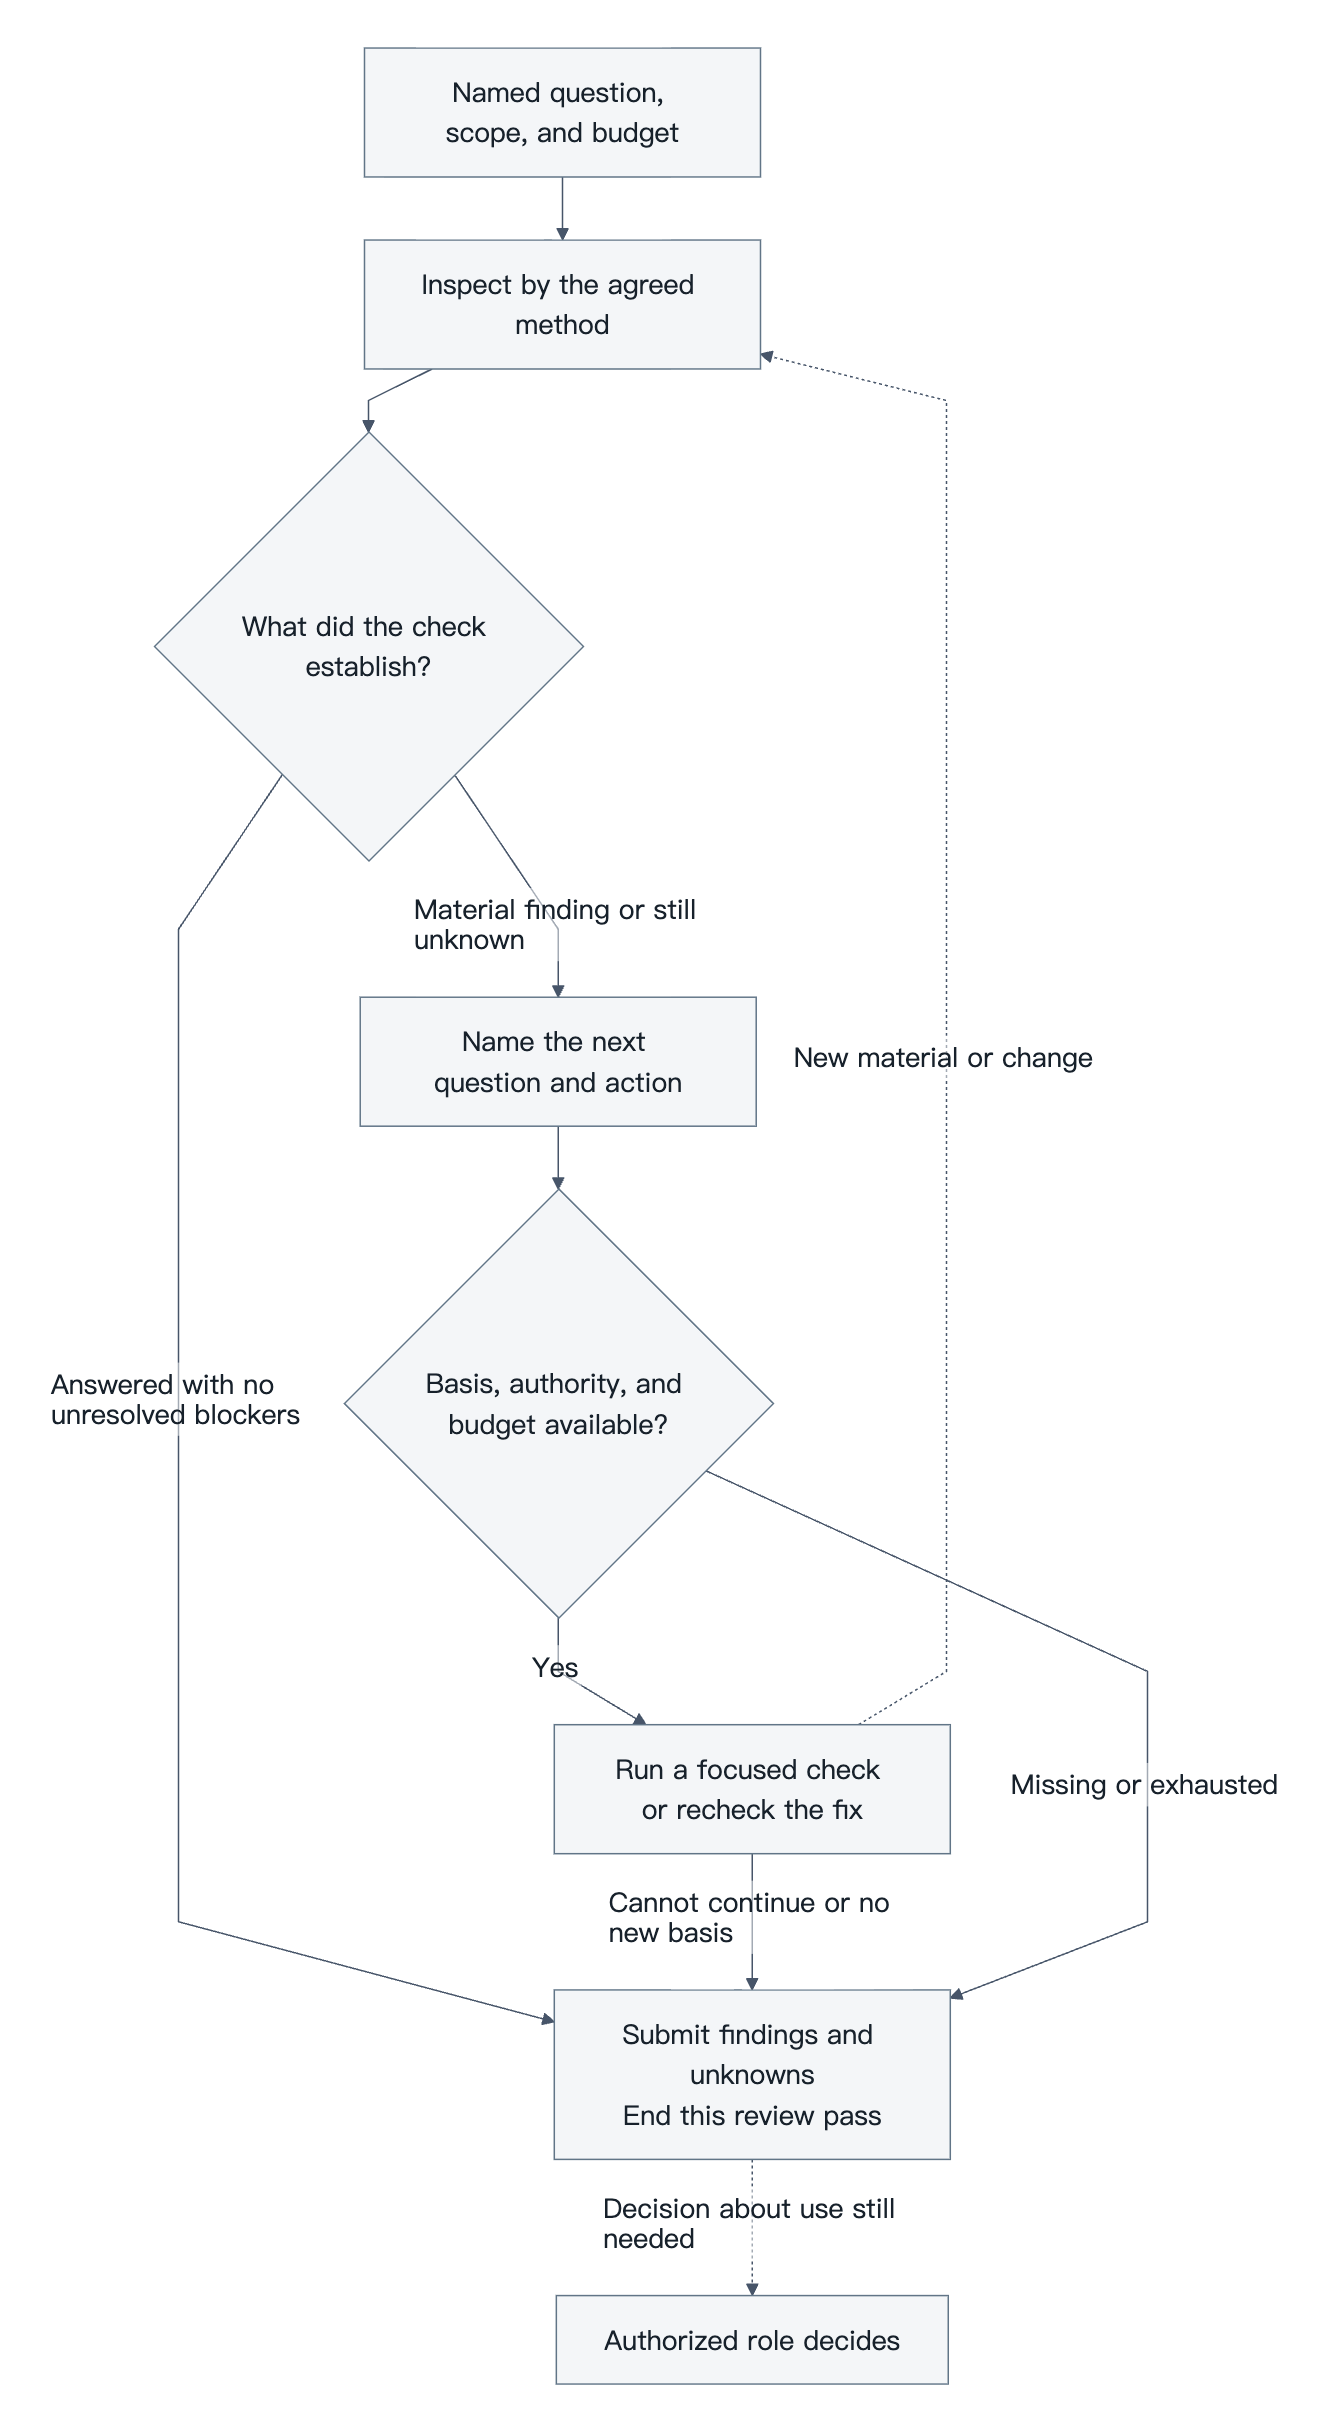 Named question,
scope, and budget
Inspect by the agreed
method
What did the check
establish?
Material finding or still
unknown
Name the next
question and action
New material or change
Answered with no
unresolved blockers
Basis, authority, and
budget available?
Yes
Run a focused check
or recheck the fix
Missing or exhausted
Cannot continue or no
new basis
Submit findings and
unknowns
End this review pass
Decision about use still
needed
Authorized role decides